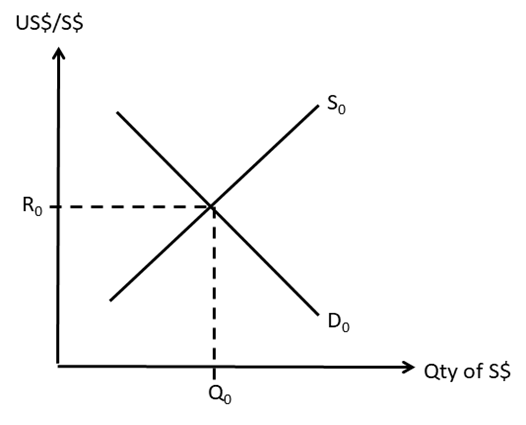 US$/S$
S₀
R₀
D₀
Qty of S$
Q₀